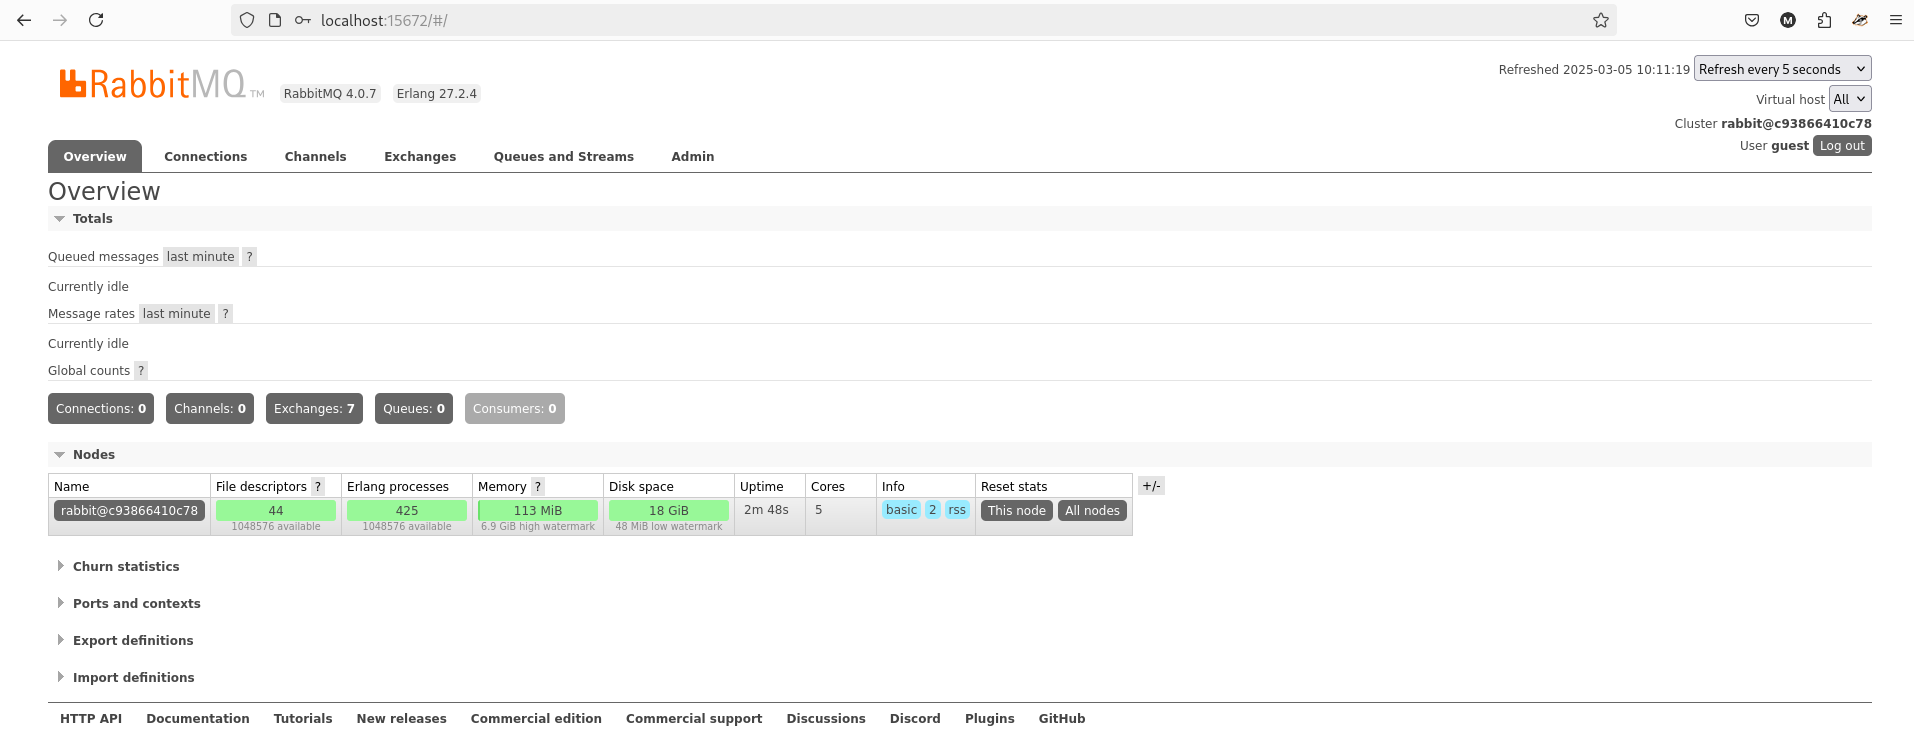 localhost:15672/#/
RabbitMQ TM RabbitMQ 4.0.7 Erlang 27.2.4
Refreshed 2025-03-05 10:11:19 Refresh every 5 seconds
Virtual host All
Cluster rabbit@c93866410c78
User guest Log out
Overview Connections Channels Exchanges Queues and Streams Admin
Overview
Totals
Queued messages last minute ?
Currently idle
Message rates last minute ?
Currently idle
Global counts ?
Connections: 0 Channels: 0 Exchanges: 7 Queues: 0 Consumers: 0
Nodes
Name File descriptors ? Erlang processes Memory ? Disk space Uptime Cores Info Reset stats +/-
rabbit@c93866410c78 44 425 113 MiB 18 GiB 2m 48s 5 basic 2 rss This node All nodes
1048576 available 1048576 available 6.9 GiB high watermark 48 MiB low watermark
Churn statistics
Ports and contexts
Export definitions
Import definitions
HTTP API Documentation Tutorials New releases Commercial edition Commercial support Discussions Discord Plugins GitHub